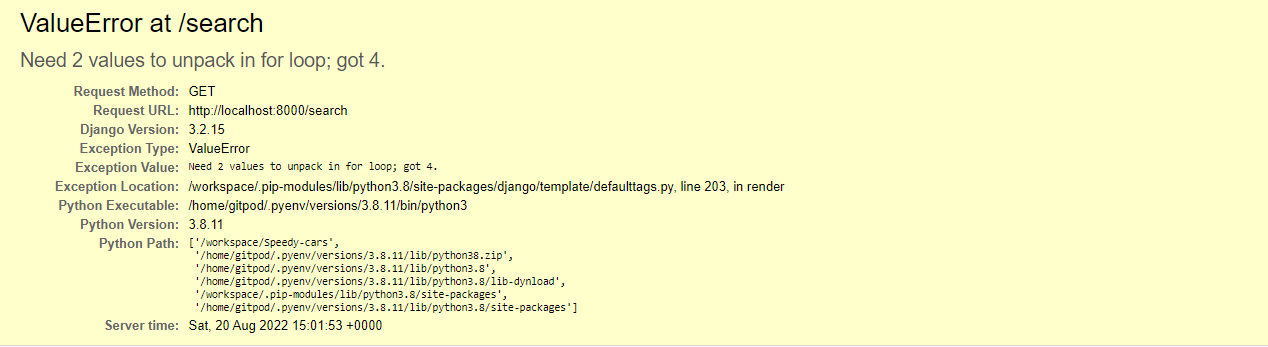 ValueError at /search
Need 2 values to unpack in for loop; got 4.
Request Method: GET
Request URL: http://localhost:8000/search
Django Version: 3.2.15
Exception Type: ValueError
Exception Value: Need 2 values to unpack in for loop; got 4.
Exception Location: /workspace/.pip-modules/lib/python3.8/site-packages/django/template/defaulttags.py, line 203, in render
Python Executable: /home/gitpod/.pyenv/versions/3.8.11/bin/python3
Python Version: 3.8.11
Python Path: ['/workspace/Speedy-cars',
'/home/gitpod/.pyenv/versions/3.8.11/lib/python38.zip',
'/home/gitpod/.pyenv/versions/3.8.11/lib/python3.8',
'/home/gitpod/.pyenv/versions/3.8.11/lib/python3.8/lib-dynload',
'/workspace/.pip-modules/lib/python3.8/site-packages',
'/home/gitpod/.pyenv/versions/3.8.11/lib/python3.8/site-packages']
Server time: Sat, 20 Aug 2022 15:01:53 +0000